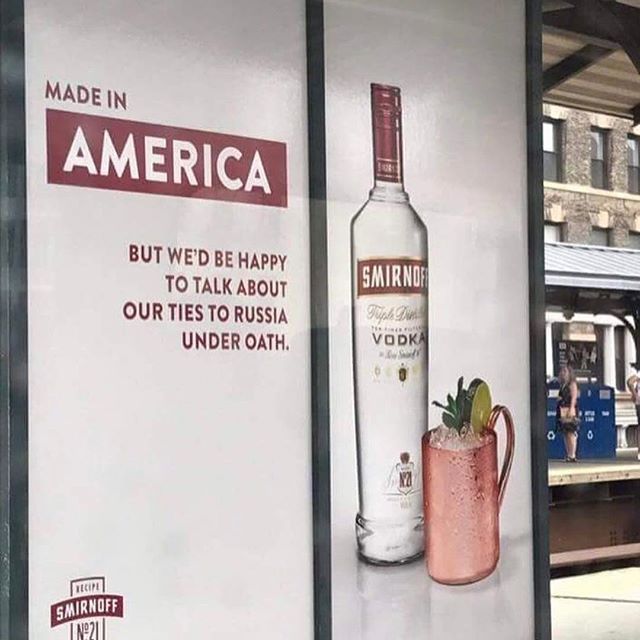 MADE IN
AMERICA
BUT WE'D BE HAPPY
TO TALK ABOUT
OUR TIES TO RUSSIA
UNDER OATH.
RECIPE
SMIRNOFF
Nº21
SMIRNOFF
VODKA
Nº21